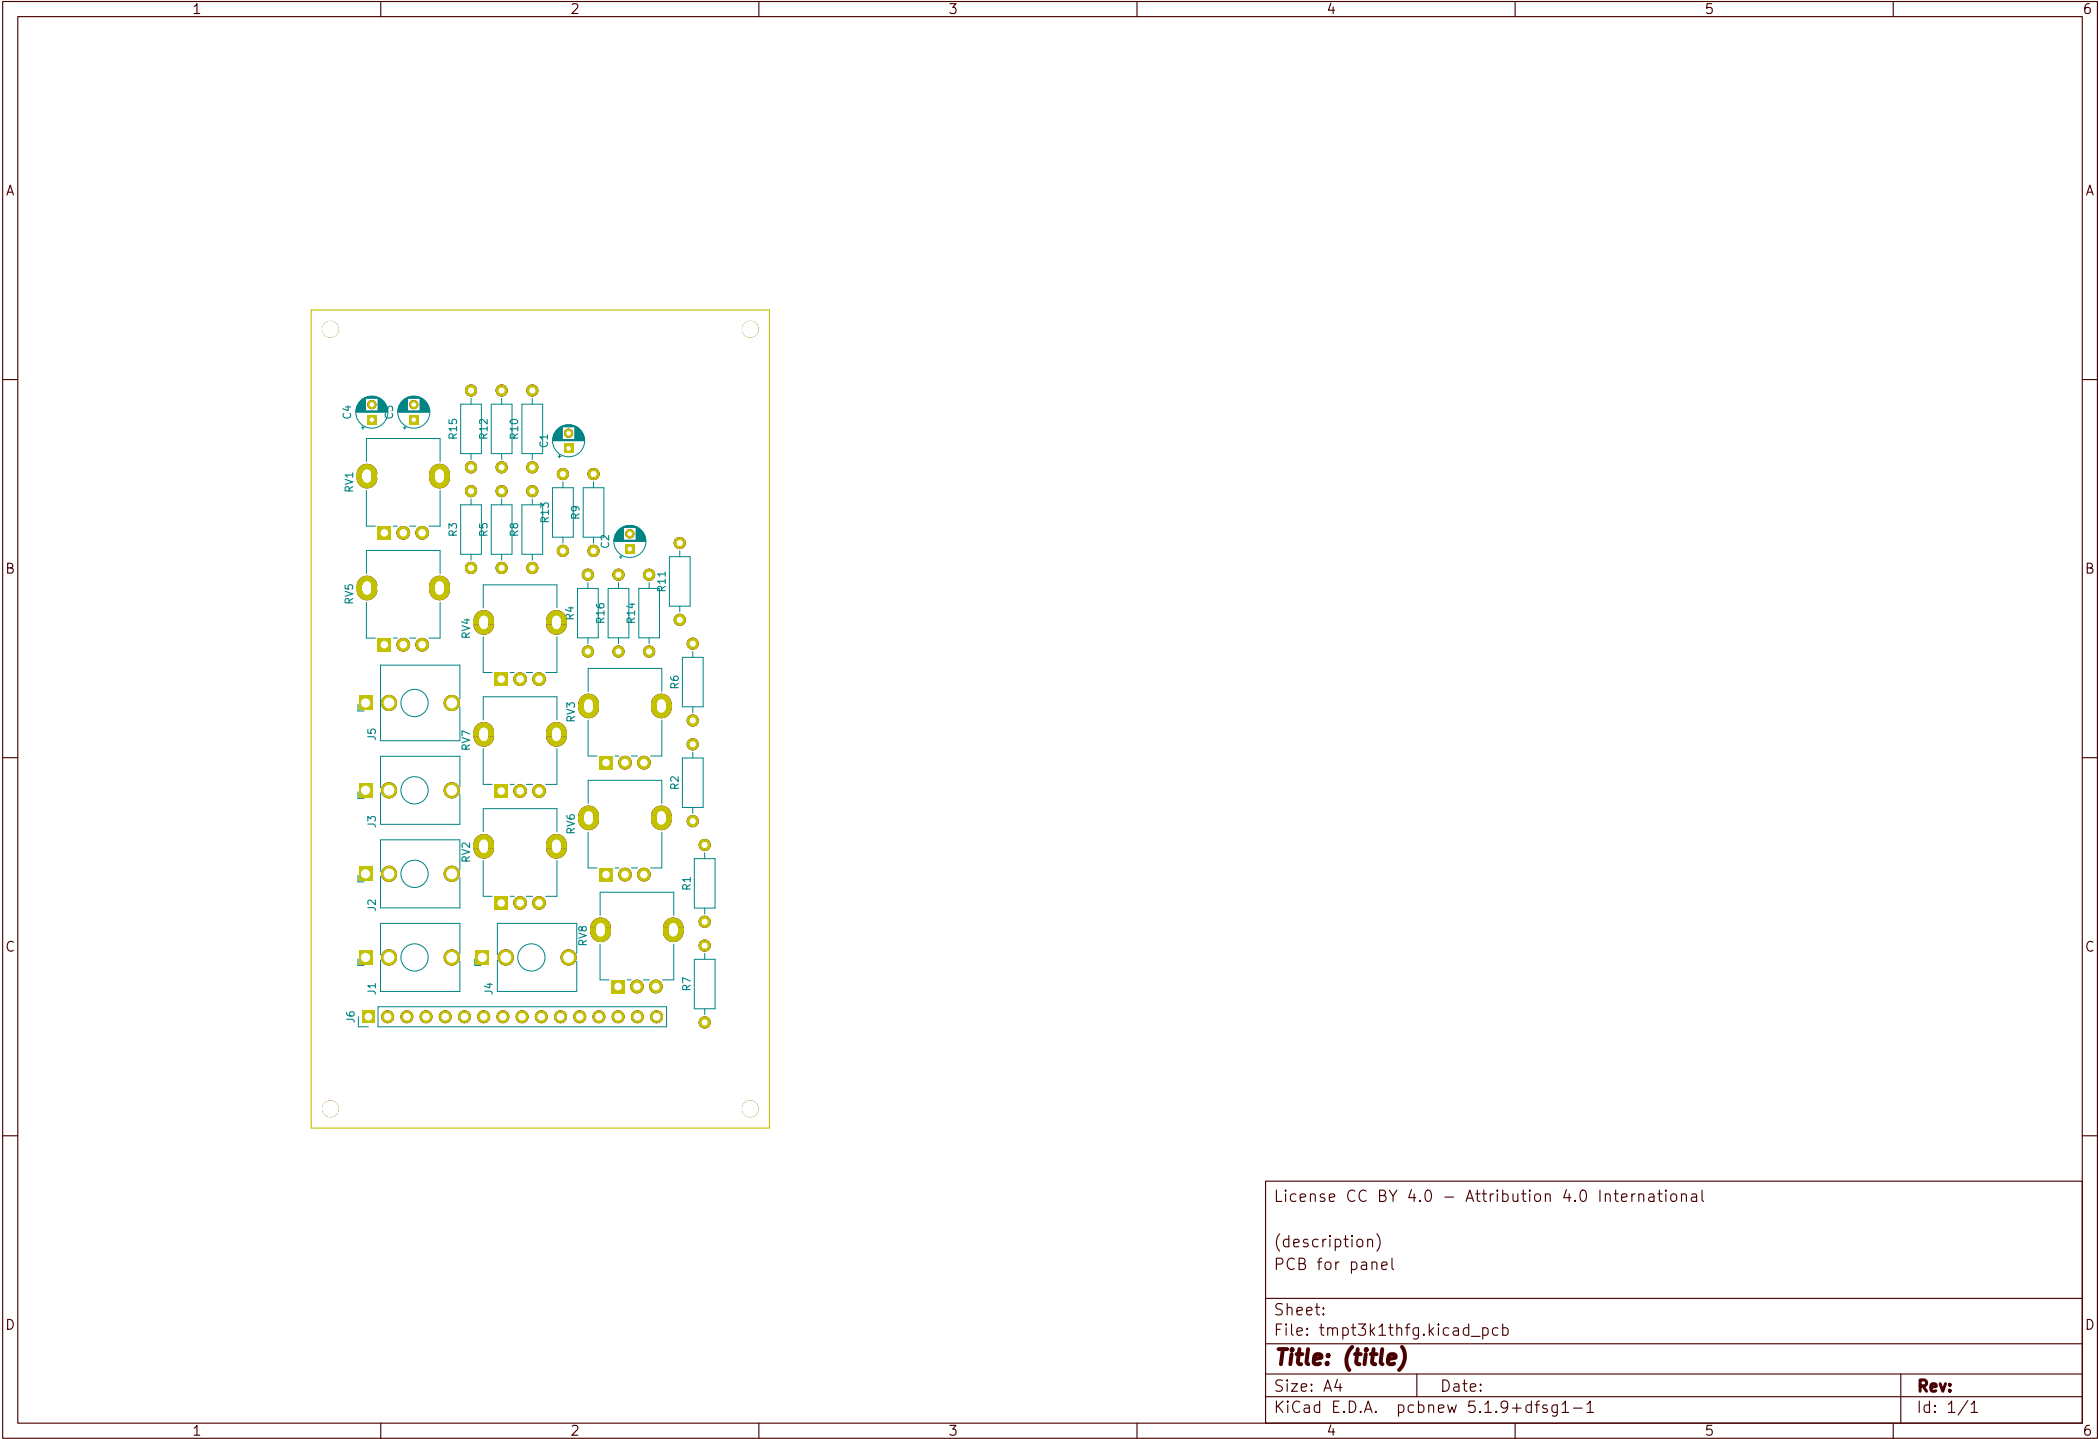 1 2 3 4 5 6
A A
C4 C3 R15 R12 R10 C1
RV1 R3 R5 R8 R13 R9 C2
B B
RV5 RV4 R4 R16 R14 R11
J5 RV7 RV3 R6
J3 RV2 RV6 R2
J2 R1
C C
J1 J4 RV8 R7
J6
License CC BY 4.0 – Attribution 4.0 International
(description)
PCB for panel
Sheet:
File: tmpt3k1thfg.kicad_pcb
D D
Title: (title)
Size: A4 Date: Rev:
KiCad E.D.A. pcbnew 5.1.9+dfsg1-1 Id: 1/1
1 2 3 4 5 6